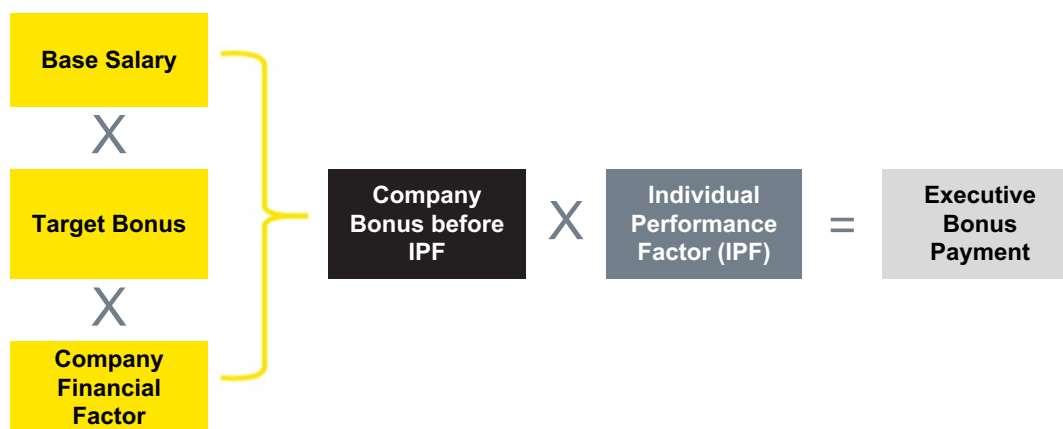 Base Salary
X
Target Bonus
X
Company
Financial
Factor
Company
Bonus before
IPF
X
Individual
Performance
Factor (IPF)
=
Executive
Bonus
Payment